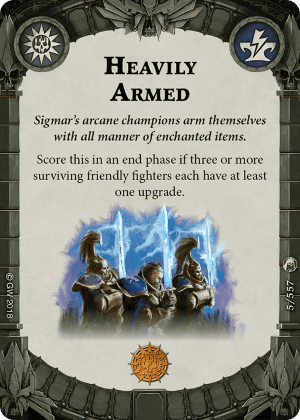 HEAVILY
ARMED
Sigmar's arcane champions arm themselves
with all manner of enchanted items.
Score this in an end phase if three or more
surviving friendly fighters each have at least
one upgrade.
© GW 2018
5/557